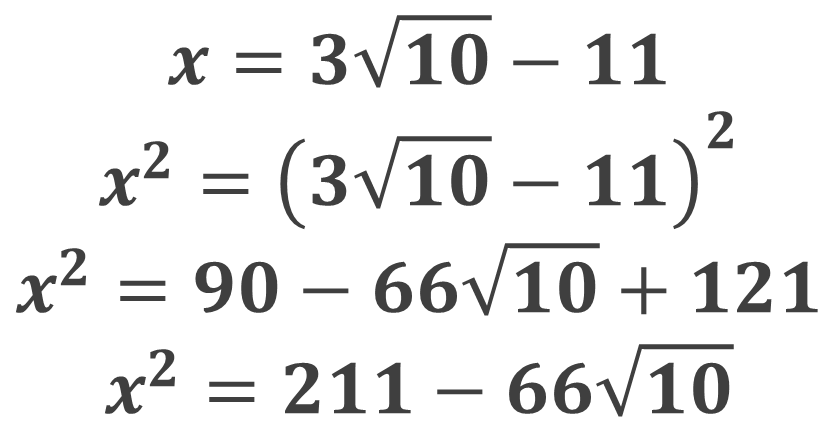 x = 3√10 − 11
x² = (3√10 − 11)²
x² = 90 − 66√10 + 121
x² = 211 − 66√10